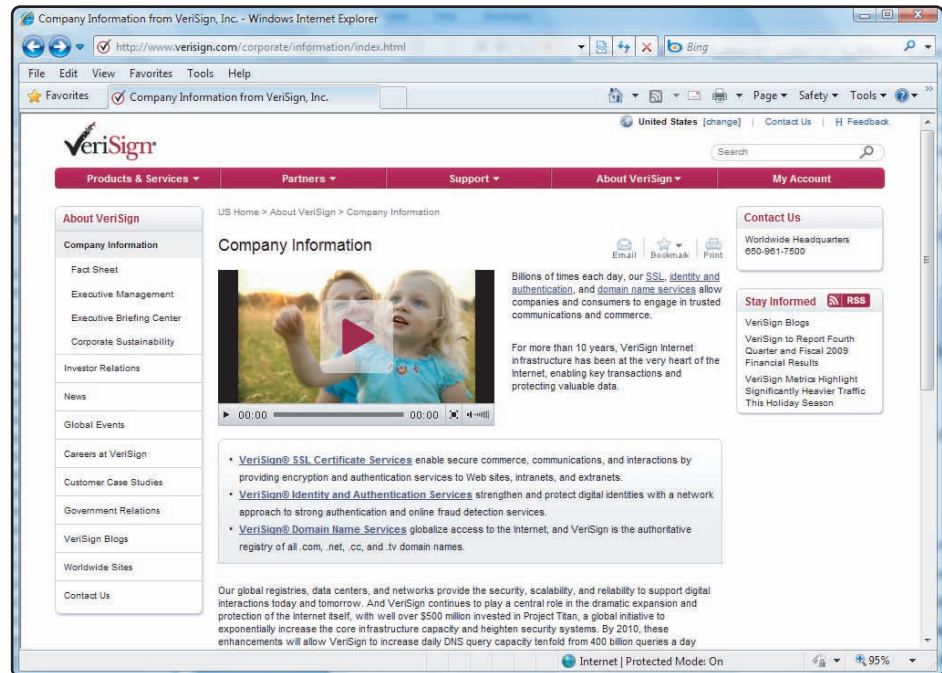 Company Information from VeriSign, Inc. - Windows Internet Explorer
http://www.verisign.com/corporate/information/index.html
Bing
File Edit View Favorites Tools Help
Favorites
Company Information from VeriSign, Inc.
Page Safety Tools
United States [change] | Contact Us | Feedback
VeriSign
Search
Products & Services
Partners
Support
About VeriSign
My Account
About VeriSign
Company Information
Fact Sheet
Executive Management
Executive Briefing Center
Corporate Sustainability
Investor Relations
News
Global Events
Careers at VeriSign
Customer Case Studies
Government Relations
VeriSign Blogs
Worldwide Sites
Contact Us
US Home > About VeriSign > Company Information
Company Information
Email
Bookmark
Print
00:00
00:00
Billions of times each day, our SSL, identity and
authentication, and domain name services allow
companies and consumers to engage in trusted
communications and commerce.
For more than 10 years, VeriSign Internet
infrastructure has been at the very heart of the
Internet, enabling key transactions and
protecting valuable data.
• VeriSign® SSL Certificate Services enable secure commerce, communications, and interactions by
providing encryption and authentication services to Web sites, intranets, and extranets.
• VeriSign® Identity and Authentication Services strengthen and protect digital identities with a network
approach to strong authentication and online fraud detection services.
• VeriSign® Domain Name Services globalize access to the Internet, and VeriSign is the authoritative
registry of all .com, .net, .cc, and .tv domain names.
Our global registries, data centers, and networks provide the security, scalability, and reliability to support digital
interactions today and tomorrow. And VeriSign continues to play a central role in the dramatic expansion and
protection of the Internet itself, with well over $500 million invested in Project Titan, a global initiative to
exponentially increase the core infrastructure capacity and heighten security systems. By 2010, these
enhancements will allow VeriSign to increase daily DNS query capacity tenfold from 400 billion queries a day
Contact Us
Worldwide Headquarters
650-961-7500
Stay Informed
RSS
VeriSign Blogs
VeriSign to Report Fourth
Quarter and Fiscal 2009
Financial Results
VeriSign Metrics Highlight
Significantly Heavier Traffic
This Holiday Season
Internet | Protected Mode: On
95%